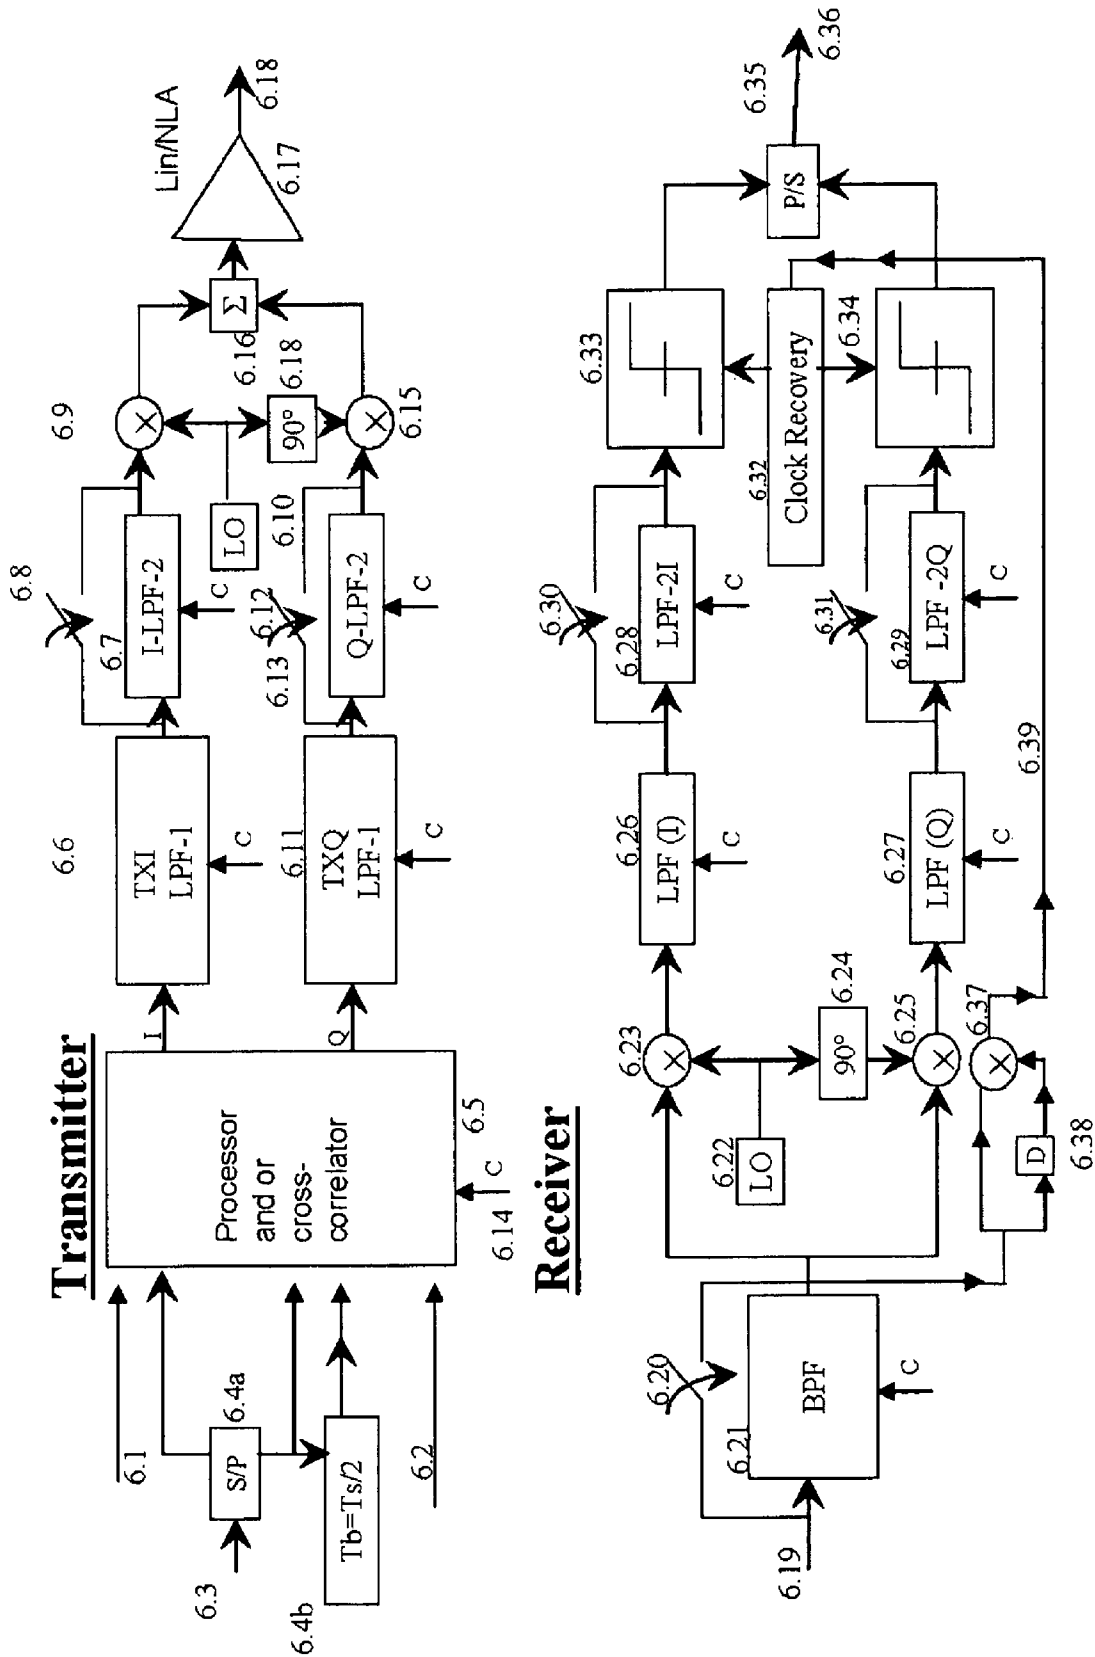 Transmitter
6.1
6.3
S/P
6.4a
6.4b
Tb=Ts/2
6.2
Processor
and or
cross-
correlator
6.5
6.14
C
I
Q
6.6
TXI
LPF-1
C
6.11
TXQ
LPF-1
C
6.7
6.8
I-LPF-2
C
6.13
6.12
Q-LPF-2
C
6.10
LO
6.9
90°
6.18
6.15
6.16
Σ
Lin/NLA
6.17
6.18
Receiver
6.19
6.20
6.21
BPF
C
6.22
LO
6.23
90°
6.24
6.25
6.37
D
6.38
6.39
6.26
LPF (I)
C
6.27
LPF (Q)
C
6.28
6.30
LPF-2I
C
6.29
6.31
LPF -2Q
C
6.32
Clock Recovery
6.33
6.34
P/S
6.35
6.36